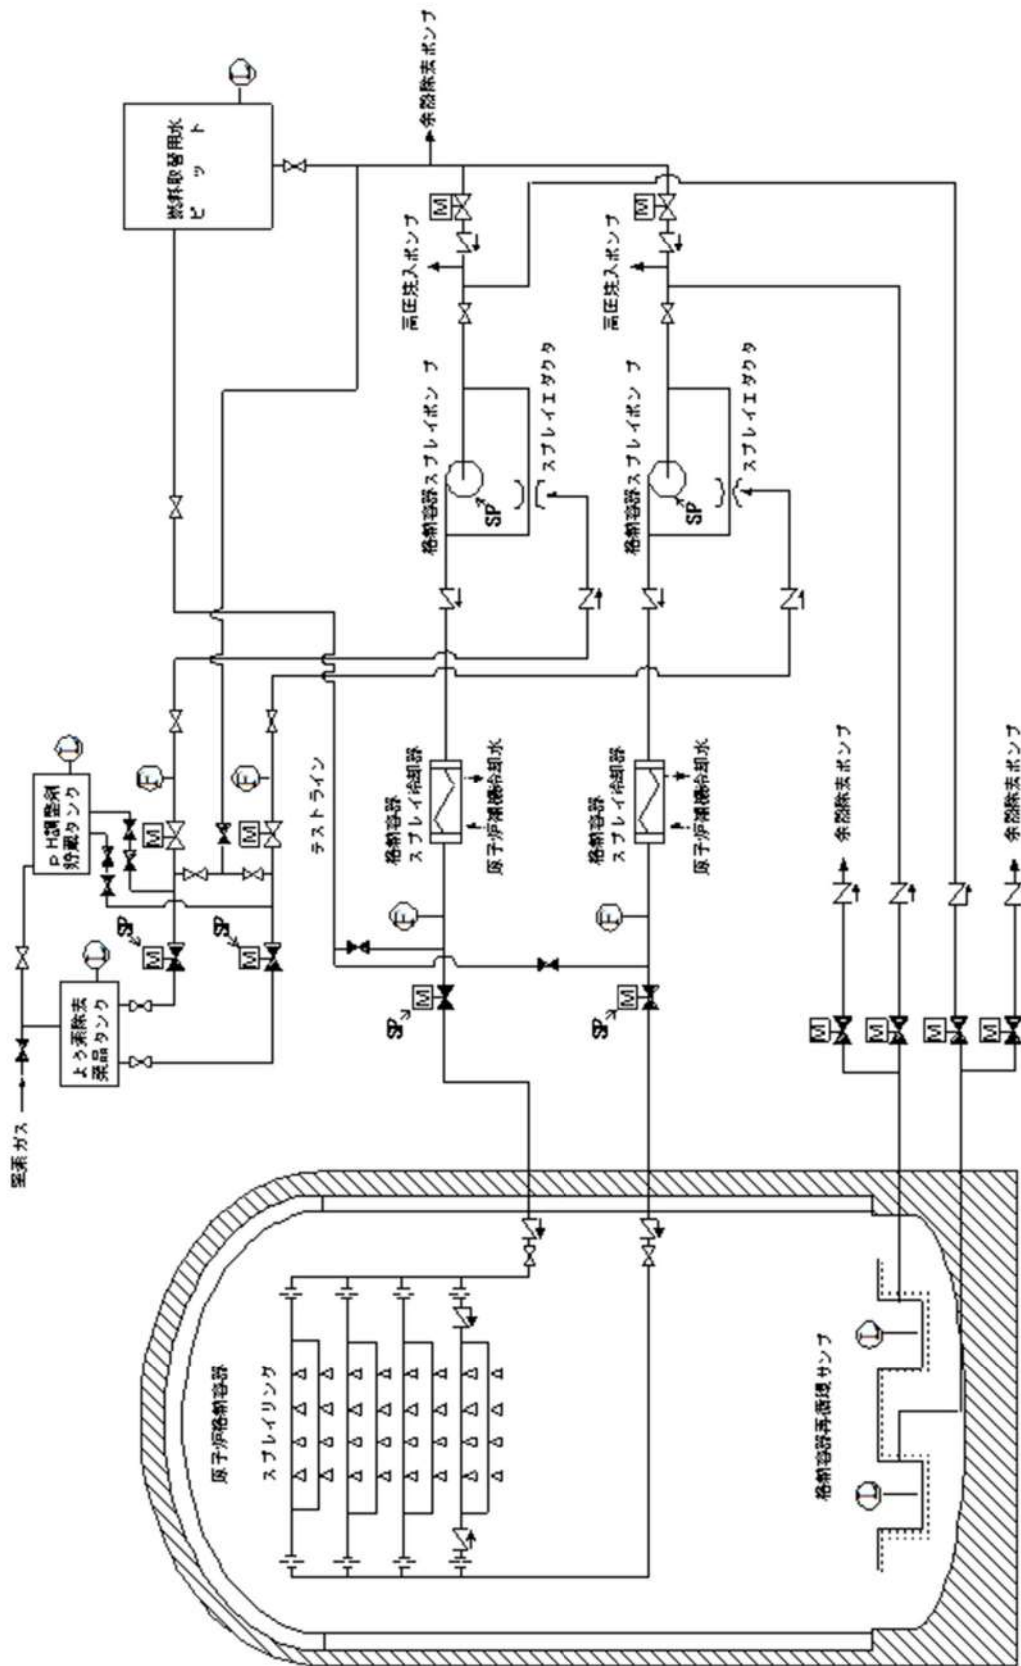 窒素ガス
よう素除去
薬品タンク
L
pH調整剤
貯蔵タンク
L
燃料取替用水
ピット
L
SP
M
M
F
SP
M
M
F
テストライン
余熱除去ポンプ
SP
M
F
格納容器
スプレイ冷却器
原子炉補機冷却水
格納容器スプレイポンプ
SP
スプレイエダクタ
高圧注入ポンプ
M
SP
M
F
格納容器
スプレイ冷却器
原子炉補機冷却水
格納容器スプレイポンプ
SP
スプレイエダクタ
高圧注入ポンプ
M
原子炉格納容器
スプレイリング
格納容器再循環サンプ
L
L
M
余熱除去ポンプ
M
M
M
余熱除去ポンプ